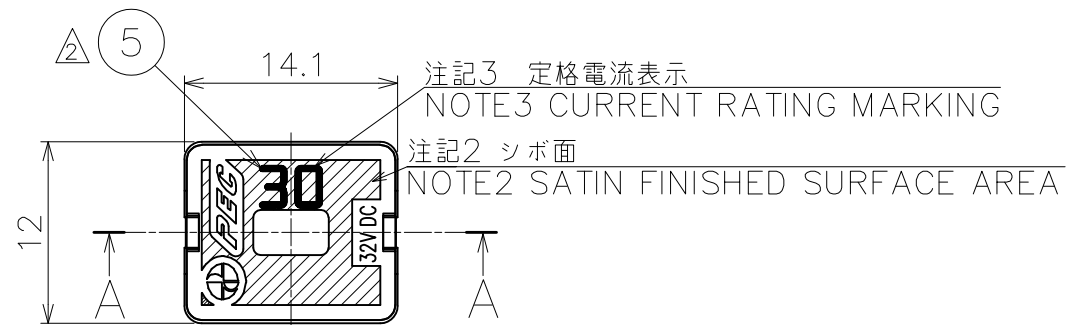 2 5
14.1
注記3 定格電流表示
NOTE3 CURRENT RATING MARKING
注記2 シボ面
NOTE2 SATIN FINISHED SURFACE AREA
12
30
PEC
32V DC
A A